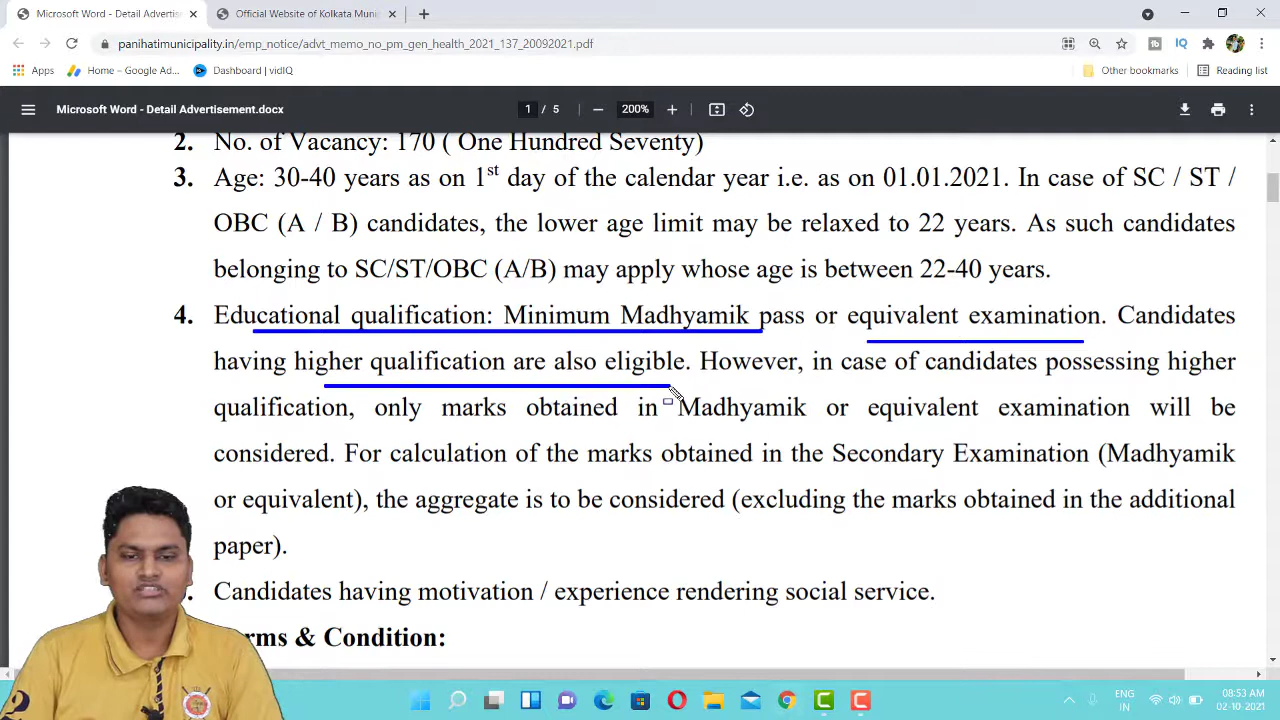 Microsoft Word - Detail Advertisem
Official Website of Kolkata Muni
panihatimunicipality.in/emp_notice/advt_memo_no_pm_gen_health_2021_137_20092021.pdf
Apps
Home – Google Ad...
Dashboard | vidIQ
Other bookmarks
Reading list
Microsoft Word - Detail Advertisement.docx
1 / 5
200%
2. No. of Vacancy: 170 ( One Hundred Seventy)
3. Age: 30-40 years as on 1st day of the calendar year i.e. as on 01.01.2021. In case of SC / ST /
OBC (A / B) candidates, the lower age limit may be relaxed to 22 years. As such candidates
belonging to SC/ST/OBC (A/B) may apply whose age is between 22-40 years.
4. Educational qualification: Minimum Madhyamik pass or equivalent examination. Candidates
having higher qualification are also eligible. However, in case of candidates possessing higher
qualification, only marks obtained in Madhyamik or equivalent examination will be
considered. For calculation of the marks obtained in the Secondary Examination (Madhyamik
or equivalent), the aggregate is to be considered (excluding the marks obtained in the additional
paper).
Candidates having motivation / experience rendering social service.
rms & Condition:
ENG
IN
08:53 AM
02-10-2021